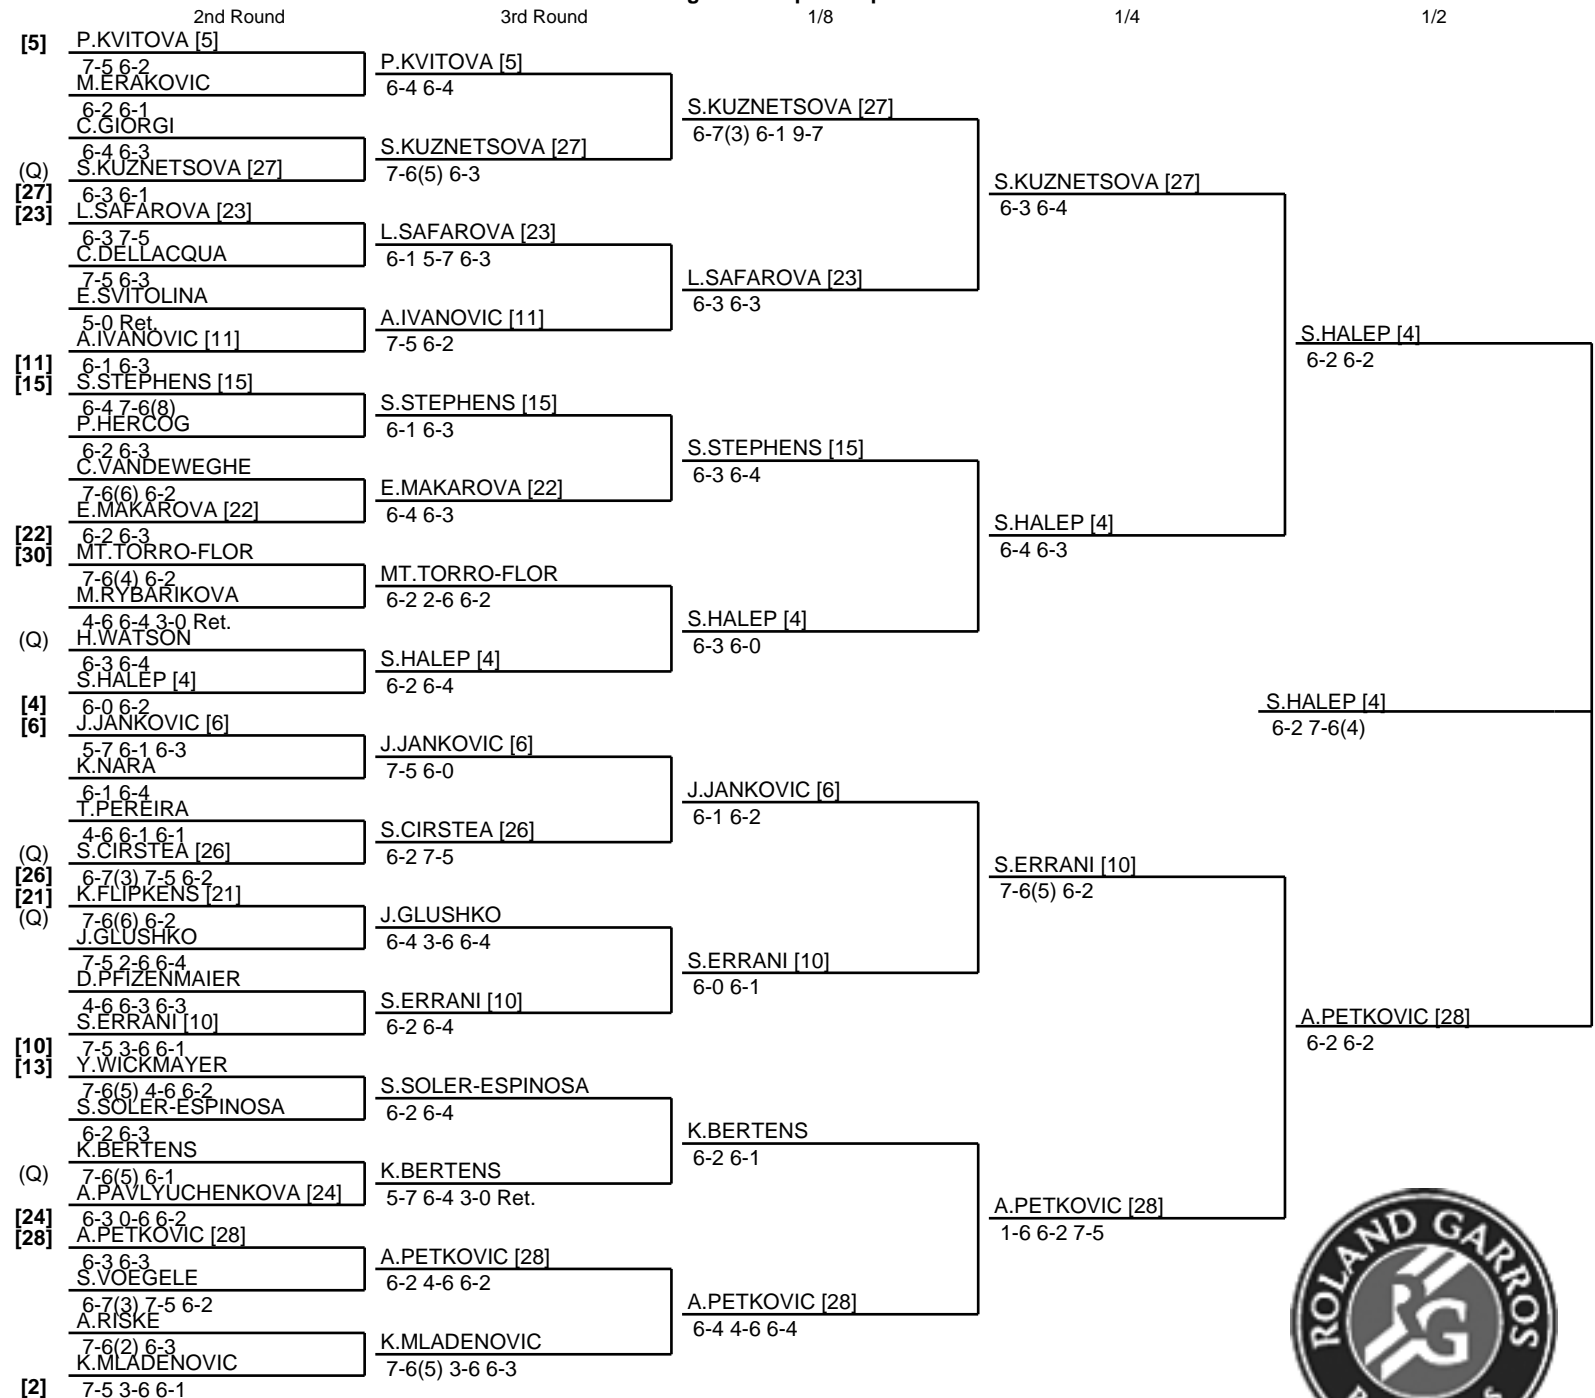 2nd Round 3rd Round 1/8 1/4 1/2
[5] P.KVITOVA [5]
7-5 6-2
M.ERAKOVIC
6-2 6-1
C.GIORGI
6-4 6-3
(Q) S.KUZNETSOVA [27]
[27] 6-3 6-1
[23] L.SAFAROVA [23]
6-3 7-5
C.DELLACQUA
7-5 6-3
E.SVITOLINA
5-0 Ret.
A.IVANOVIC [11]
[11] 6-1 6-3
[15] S.STEPHENS [15]
6-4 7-6(8)
P.HERCOG
6-2 6-3
C.VANDEWEGHE
7-6(6) 6-2
E.MAKAROVA [22]
[22] 6-2 6-3
[30] MT.TORRO-FLOR
7-6(4) 6-2
M.RYBARIKOVA
4-6 6-4 3-0 Ret.
(Q) H.WATSON
6-3 6-4
S.HALEP [4]
[4] 6-0 6-2
[6] J.JANKOVIC [6]
5-7 6-1 6-3
K.NARA
6-1 6-4
T.PEREIRA
4-6 6-1 6-1
(Q) S.CIRSTEA [26]
[26] 6-7(3) 7-5 6-2
[21] K.FLIPKENS [21]
(Q) 7-6(6) 6-2
J.GLUSHKO
7-5 2-6 6-4
D.PFIZENMAIER
4-6 6-3 6-3
S.ERRANI [10]
[10] 7-5 3-6 6-1
[13] Y.WICKMAYER
7-6(5) 4-6 6-2
S.SOLER-ESPINOSA
6-2 6-3
K.BERTENS
(Q) 7-6(5) 6-1
A.PAVLYUCHENKOVA [24]
[24] 6-3 0-6 6-2
[28] A.PETKOVIC [28]
6-3 6-3
S.VOEGELE
6-7(3) 7-5 6-2
A.RISKE
7-6(2) 6-3
K.MLADENOVIC
[2] 7-5 3-6 6-1
P.KVITOVA [5]
6-4 6-4
S.KUZNETSOVA [27]
7-6(5) 6-3
L.SAFAROVA [23]
6-1 5-7 6-3
A.IVANOVIC [11]
7-5 6-2
S.STEPHENS [15]
6-1 6-3
E.MAKAROVA [22]
6-4 6-3
MT.TORRO-FLOR
6-2 2-6 6-2
S.HALEP [4]
6-2 6-4
J.JANKOVIC [6]
7-5 6-0
S.CIRSTEA [26]
6-2 7-5
J.GLUSHKO
6-4 3-6 6-4
S.ERRANI [10]
6-2 6-4
S.SOLER-ESPINOSA
6-2 6-4
K.BERTENS
5-7 6-4 3-0 Ret.
A.PETKOVIC [28]
6-2 4-6 6-2
K.MLADENOVIC
7-6(5) 3-6 6-3
S.KUZNETSOVA [27]
6-7(3) 6-1 9-7
L.SAFAROVA [23]
6-3 6-3
S.STEPHENS [15]
6-3 6-4
S.HALEP [4]
6-3 6-0
J.JANKOVIC [6]
6-1 6-2
S.ERRANI [10]
6-0 6-1
K.BERTENS
6-2 6-1
A.PETKOVIC [28]
6-4 4-6 6-4
S.KUZNETSOVA [27]
6-3 6-4
S.HALEP [4]
6-4 6-3
S.ERRANI [10]
7-6(5) 6-2
A.PETKOVIC [28]
1-6 6-2 7-5
S.HALEP [4]
6-2 6-2
A.PETKOVIC [28]
6-2 6-2
S.HALEP [4]
6-2 7-6(4)
ROLAND GARROS
RG